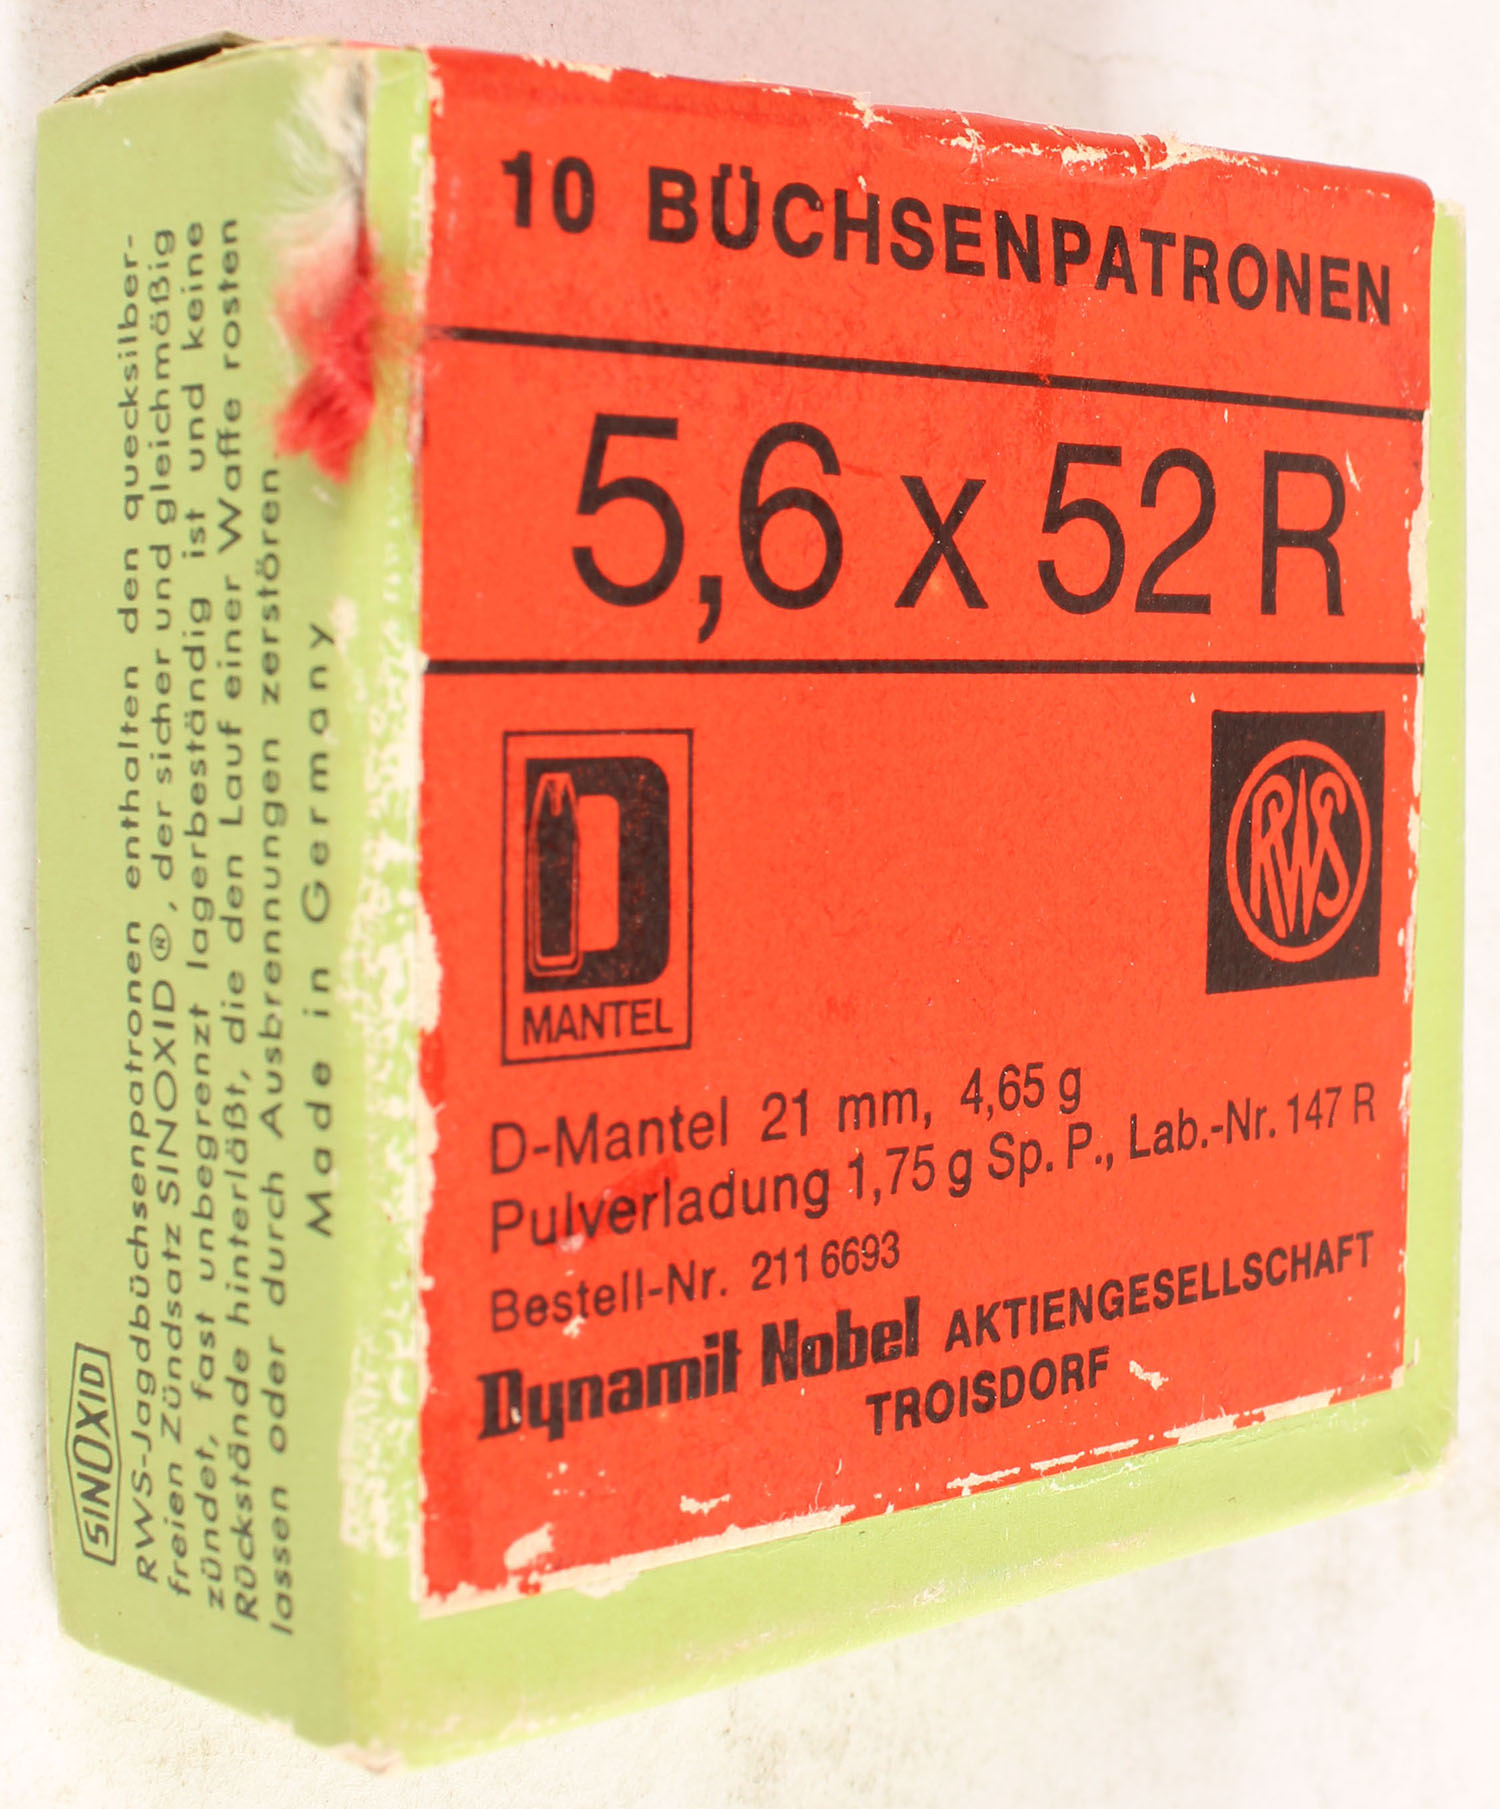 10 BÜCHSENPATRONEN
5,6 x 52 R
D
MANTEL
RWS
D-Mantel 21 mm, 4,65 g
Pulverladung 1,75 g Sp. P., Lab.-Nr. 147 R
Bestell-Nr. 211 6693
Dynamit Nobel AKTIENGESELLSCHAFT
TROISDORF
SINOXID
RWS-Jagdbüchsenpatronen enthalten den quecksilber-
freien Zündsatz SINOXID ®, der sicher und gleichmäßig
zündet, fast unbegrenzt lagerbeständig ist und keine
Rückstände hinterläßt, die den Lauf einer Waffe rosten
lassen oder durch Ausbrennungen zerstören
Made in Germany